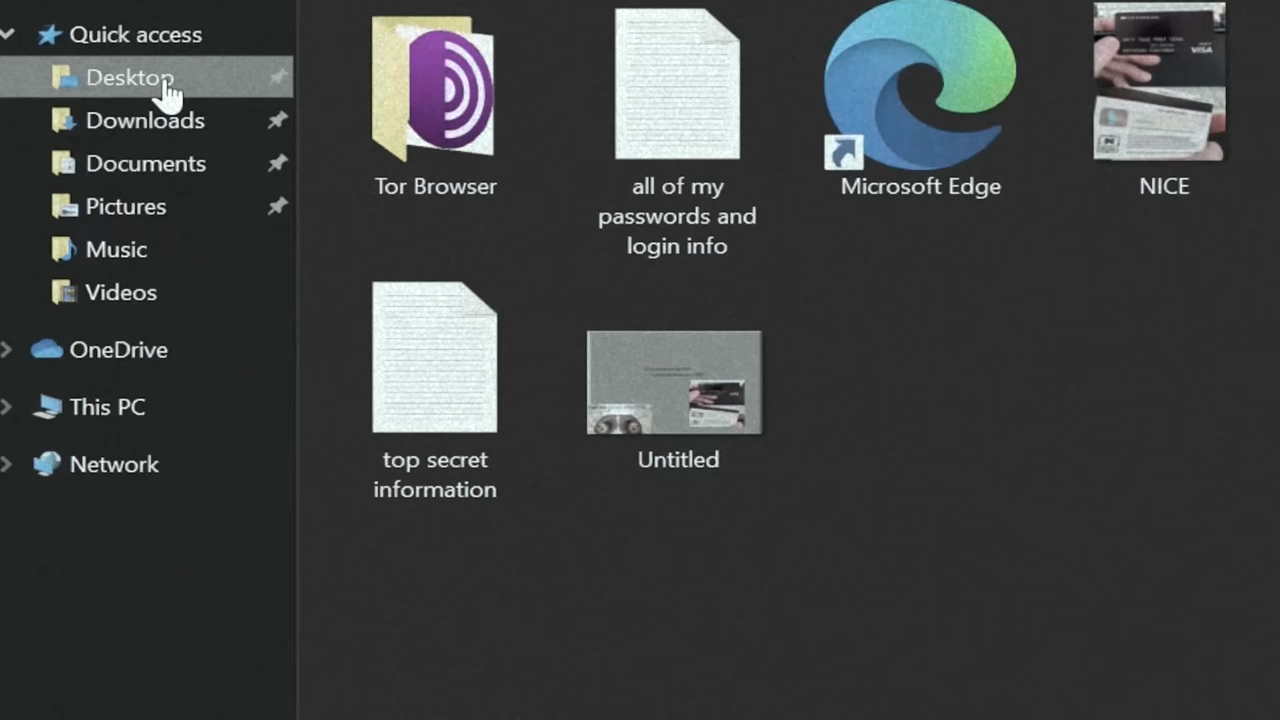 Quick access
Desktop
Downloads
Documents
Pictures
Music
Videos
OneDrive
This PC
Network
Tor Browser
all of my
passwords and
login info
Microsoft Edge
VISA
NICE
top secret
information
Untitled